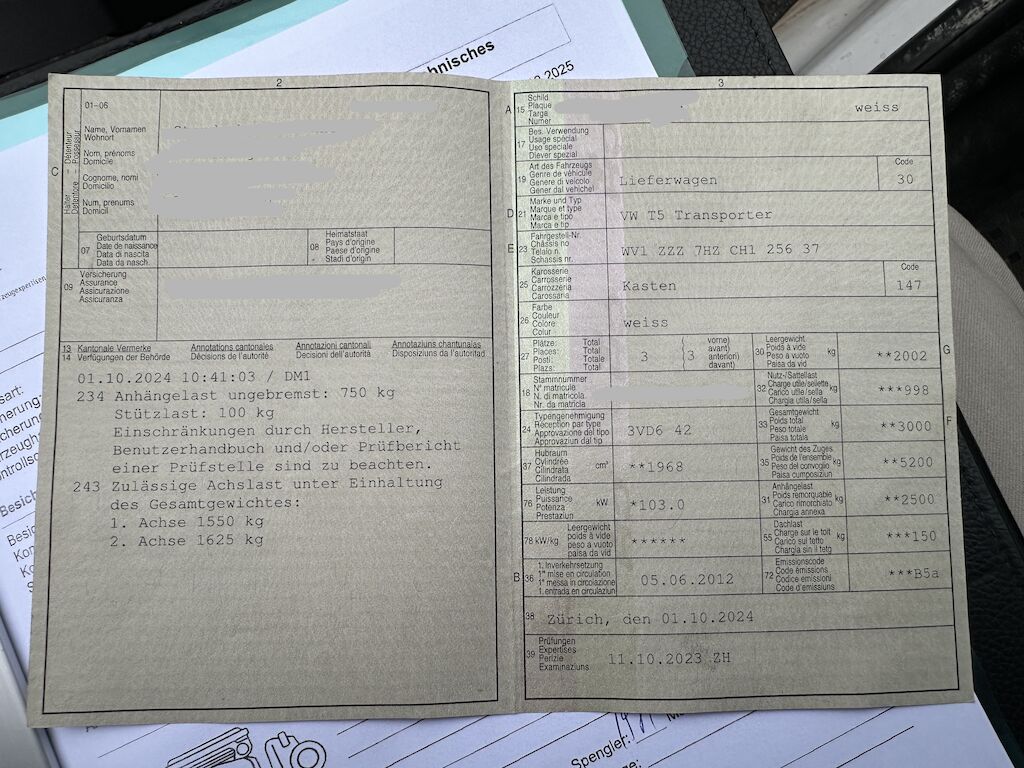 hnisches
2025
2
01-06
Name, Vornamen
Wohnort
Nom, prénoms
Domicile
Cognome, nomi
Domicilio
Num, prenums
Domicil
C
Halter – Détenteur
Detentore – Possessur
07
Geburtsdatum
Date de naissance
Data di nascita
Data da nasch.
08
Heimatstaat
Pays d'origine
Paese d'origine
Stadi d'origin
09
Versicherung
Assurance
Assicurazione
Assicuranza
13 Kantonale Vermerke Annotations cantonales Annotazioni cantonali Annotaziuns chantunalas
14 Verfügungen der Behörde Décisions de l'autorité Decisioni dell'autorità Disposiziuns da l'autoritad
01.10.2024 10:41:03 / DM1
234 Anhängelast ungebremst: 750 kg
Stützlast: 100 kg
Einschränkungen durch Hersteller,
Benutzerhandbuch und/oder Prüfbericht
einer Prüfstelle sind zu beachten.
243 Zulässige Achslast unter Einhaltung
des Gesamtgewichtes:
1. Achse 1550 kg
2. Achse 1625 kg
3
A 15
Schild
Plaque
Targa
Numer
weiss
17
Bes. Verwendung
Usage spécial
Uso speciale
Diever spezial
19
Art des Fahrzeugs
Genre de véhicule
Genere di veicolo
Gener dal vehichel
Lieferwagen
Code
30
D 21
Marke und Typ
Marque et type
Marca e tipo
Marca e tip
VW T5 Transporter
E 23
Fahrgestell-Nr.
Châssis no
Telaio n.
Schassis nr.
WV1 ZZZ 7HZ CH1 256 37
25
Karosserie
Carrosserie
Carrozzeria
Carossaria
Kasten
Code
147
26
Farbe
Couleur
Colore
Colur
weiss
27
Plätze: Total
Places: Total
Posti: Totale
Plazs: Total
3
(3
vorne)
avant)
anteriori)
davant)
30
Leergewicht
Poids à vide
Peso a vuoto
Paisa da vid
kg
**2002
G
18
Stammnummer
N° matricule
N. di matricola
Nr. da matricla
32
Nutz-/Sattellast
Charge utile/sellette
Carico utile/sella
Chargia utila/sella
kg
***998
24
Typengenehmigung
Réception par type
Approvazione del tipo
Approvaziun dal tip
3VD6 42
33
Gesamtgewicht
Poids total
Peso totale
Paisa totala
kg
**3000
F
37
Hubraum
Cylindrée
Cilindrata
Cilindrada
cm³
**1968
35
Gewicht des Zuges
Poids de l'ensemble
Peso del convoglio
Paisa cumposiziun
kg
**5200
76
Leistung
Puissance
Potenza
Prestaziun
kW
*103.0
31
Anhängelast
Poids remorquable
Carico rimorchiato
Chargia annexa
kg
**2500
78 kW/kg
Leergewicht
poids à vide
peso a vuoto
paisa da vid
******
55
Dachlast
Charge sur le toit
Carico sul tetto
Chargia sin il tetg
kg
***150
B 36
1. Inverkehrsetzung
1re mise en circulation
1a messa in circolazione
1. entrada en circulaziun
05.06.2012
72
Emissionscode
Code émissions
Codice emissioni
Code d'emissiuns
***B5a
38
Zürich, den 01.10.2024
39
Prüfungen
Expertises
Perizie
Examinaziuns
11.10.2023 ZH
Spengler: